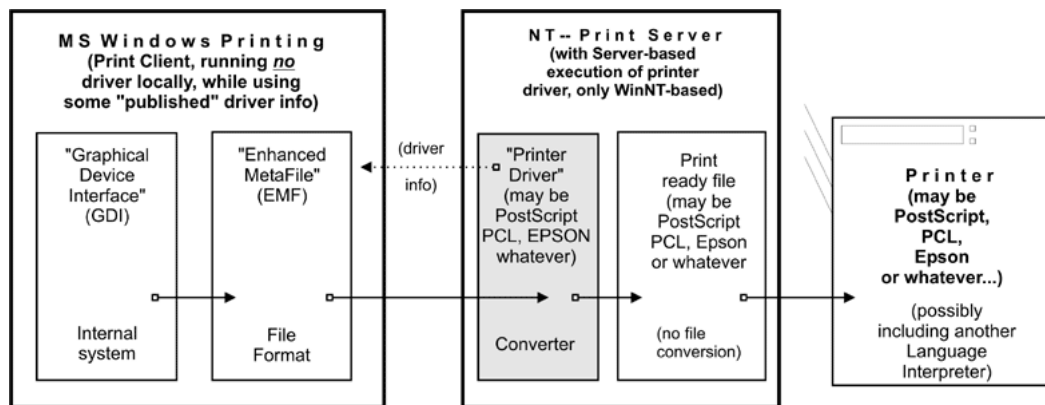 MS Windows Printing
(Print Client, running no
driver locally, while using
some "published" driver info)
"Graphical
Device
Interface"
(GDI)
Internal
system
"Enhanced
MetaFile"
(EMF)
File
Format
(driver
info)
NT-- Print Server
(with Server-based
execution of printer
driver, only WinNT-based)
"Printer
Driver"
(may be
PostScript
PCL, EPSON
whatever)
Converter
Print
ready file
(may be
PostScript
PCL, Epson
or whatever
(no file
conversion)
Printer
(may be
PostScript,
PCL,
Epson
or whatever...)
(possibly
including another
Language
Interpreter)